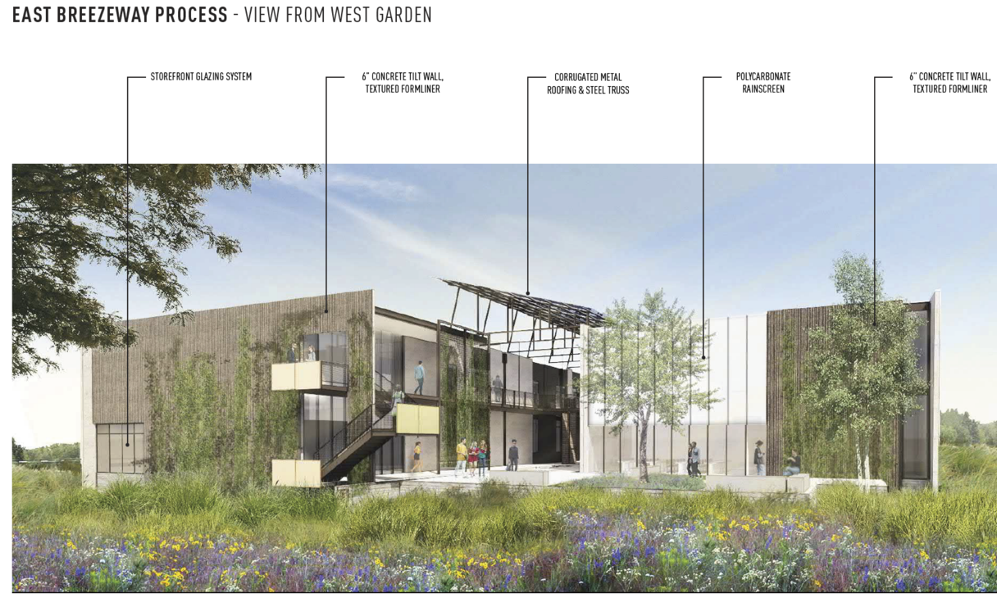 EAST BREEZEWAY PROCESS - VIEW FROM WEST GARDEN
STOREFRONT GLAZING SYSTEM
6" CONCRETE TILT WALL,
TEXTURED FORMLINER
CORRUGATED METAL
ROOFING & STEEL TRUSS
POLYCARBONATE
RAINSCREEN
6" CONCRETE TILT WALL,
TEXTURED FORMLINER